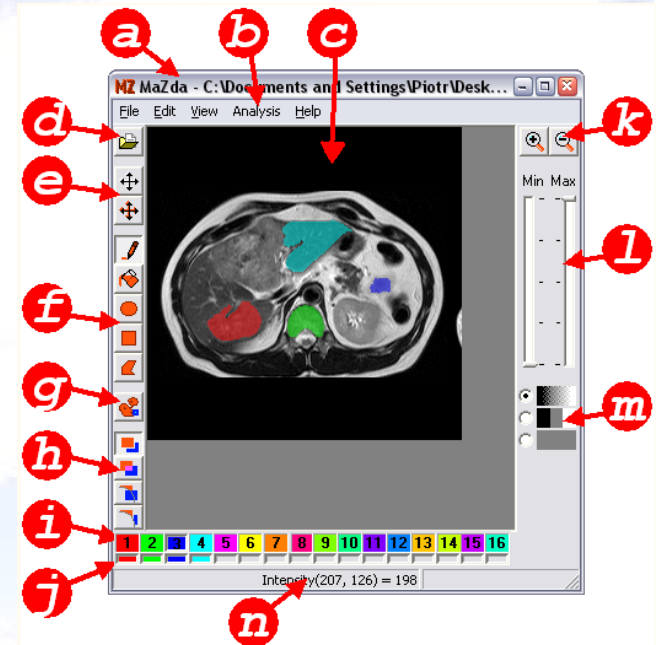 a
b
c
MZ MaZda - C:\Documents and Settings\Piotr\Desk...
File Edit View Analysis Help
d
k
e
Min Max
l
f
g
m
h
i
1 2 3 4 5 6 7 8 9 10 11 12 13 14 15 16
j
Intensity(207, 126) = 198
n